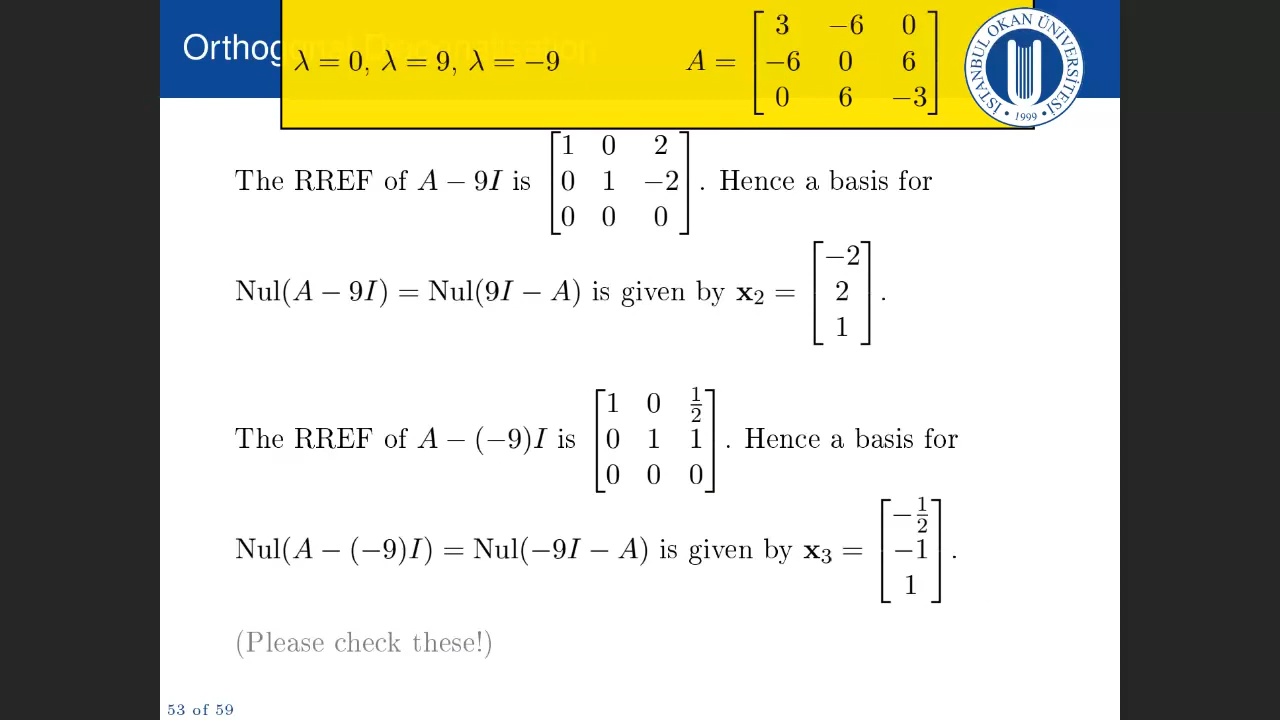 Orthogonal Diagonalisation
λ = 0, λ = 9, λ = −9 A = [3 −6 0; −6 0 6; 0 6 −3]
İSTANBUL OKAN ÜNİVERSİTESİ
1999
The RREF of A − 9I is [1 0 2; 0 1 −2; 0 0 0]. Hence a basis for
Nul(A − 9I) = Nul(9I − A) is given by x₂ = [−2; 2; 1].
The RREF of A − (−9)I is [1 0 1/2; 0 1 1; 0 0 0]. Hence a basis for
Nul(A − (−9)I) = Nul(−9I − A) is given by x₃ = [−1/2; −1; 1].
(Please check these!)
53 of 59